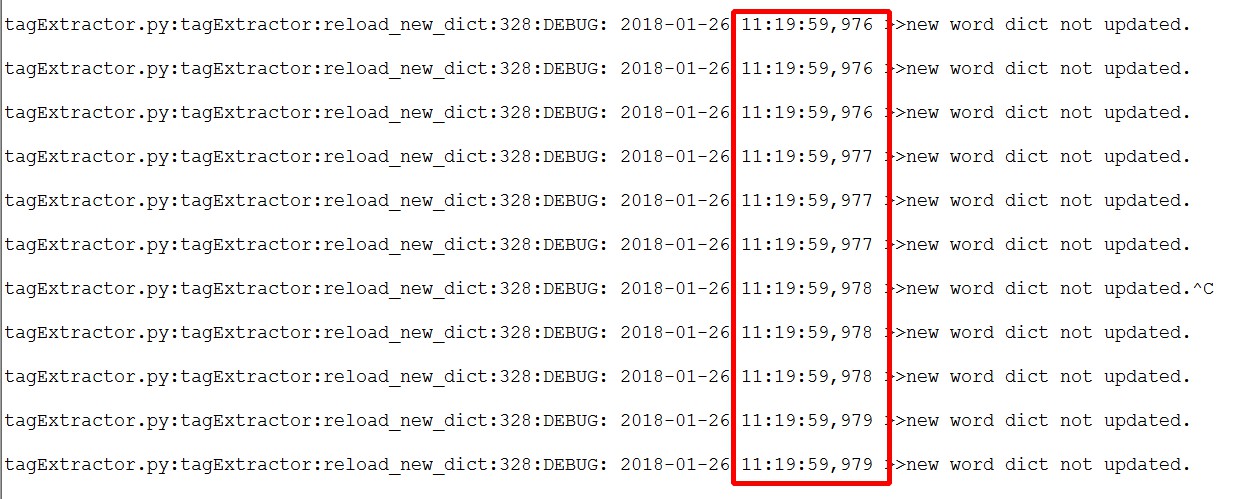 tagExtractor.py:tagExtractor:reload_new_dict:328:DEBUG: 2018-01-26 11:19:59,976 >>new word dict not updated.
tagExtractor.py:tagExtractor:reload_new_dict:328:DEBUG: 2018-01-26 11:19:59,976 >>new word dict not updated.
tagExtractor.py:tagExtractor:reload_new_dict:328:DEBUG: 2018-01-26 11:19:59,976 >>new word dict not updated.
tagExtractor.py:tagExtractor:reload_new_dict:328:DEBUG: 2018-01-26 11:19:59,977 >>new word dict not updated.
tagExtractor.py:tagExtractor:reload_new_dict:328:DEBUG: 2018-01-26 11:19:59,977 >>new word dict not updated.
tagExtractor.py:tagExtractor:reload_new_dict:328:DEBUG: 2018-01-26 11:19:59,977 >>new word dict not updated.
tagExtractor.py:tagExtractor:reload_new_dict:328:DEBUG: 2018-01-26 11:19:59,978 >>new word dict not updated.^C
tagExtractor.py:tagExtractor:reload_new_dict:328:DEBUG: 2018-01-26 11:19:59,978 >>new word dict not updated.
tagExtractor.py:tagExtractor:reload_new_dict:328:DEBUG: 2018-01-26 11:19:59,978 >>new word dict not updated.
tagExtractor.py:tagExtractor:reload_new_dict:328:DEBUG: 2018-01-26 11:19:59,979 >>new word dict not updated.
tagExtractor.py:tagExtractor:reload_new_dict:328:DEBUG: 2018-01-26 11:19:59,979 >>new word dict not updated.